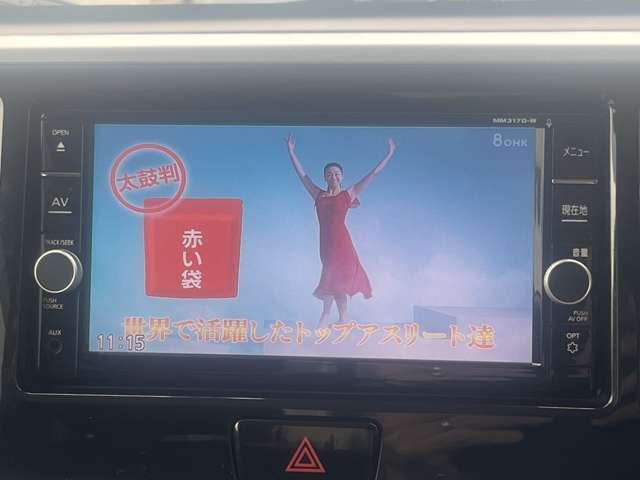 MM317D-W
OPEN
AV
TRACK/SEEK
PUSH
SOURCE
AUX
8 OHK
太鼓判
赤い袋
世界で活躍したトップアスリート達
11:15
メニュー
現在地
音量
PUSH
AV OFF
OPT